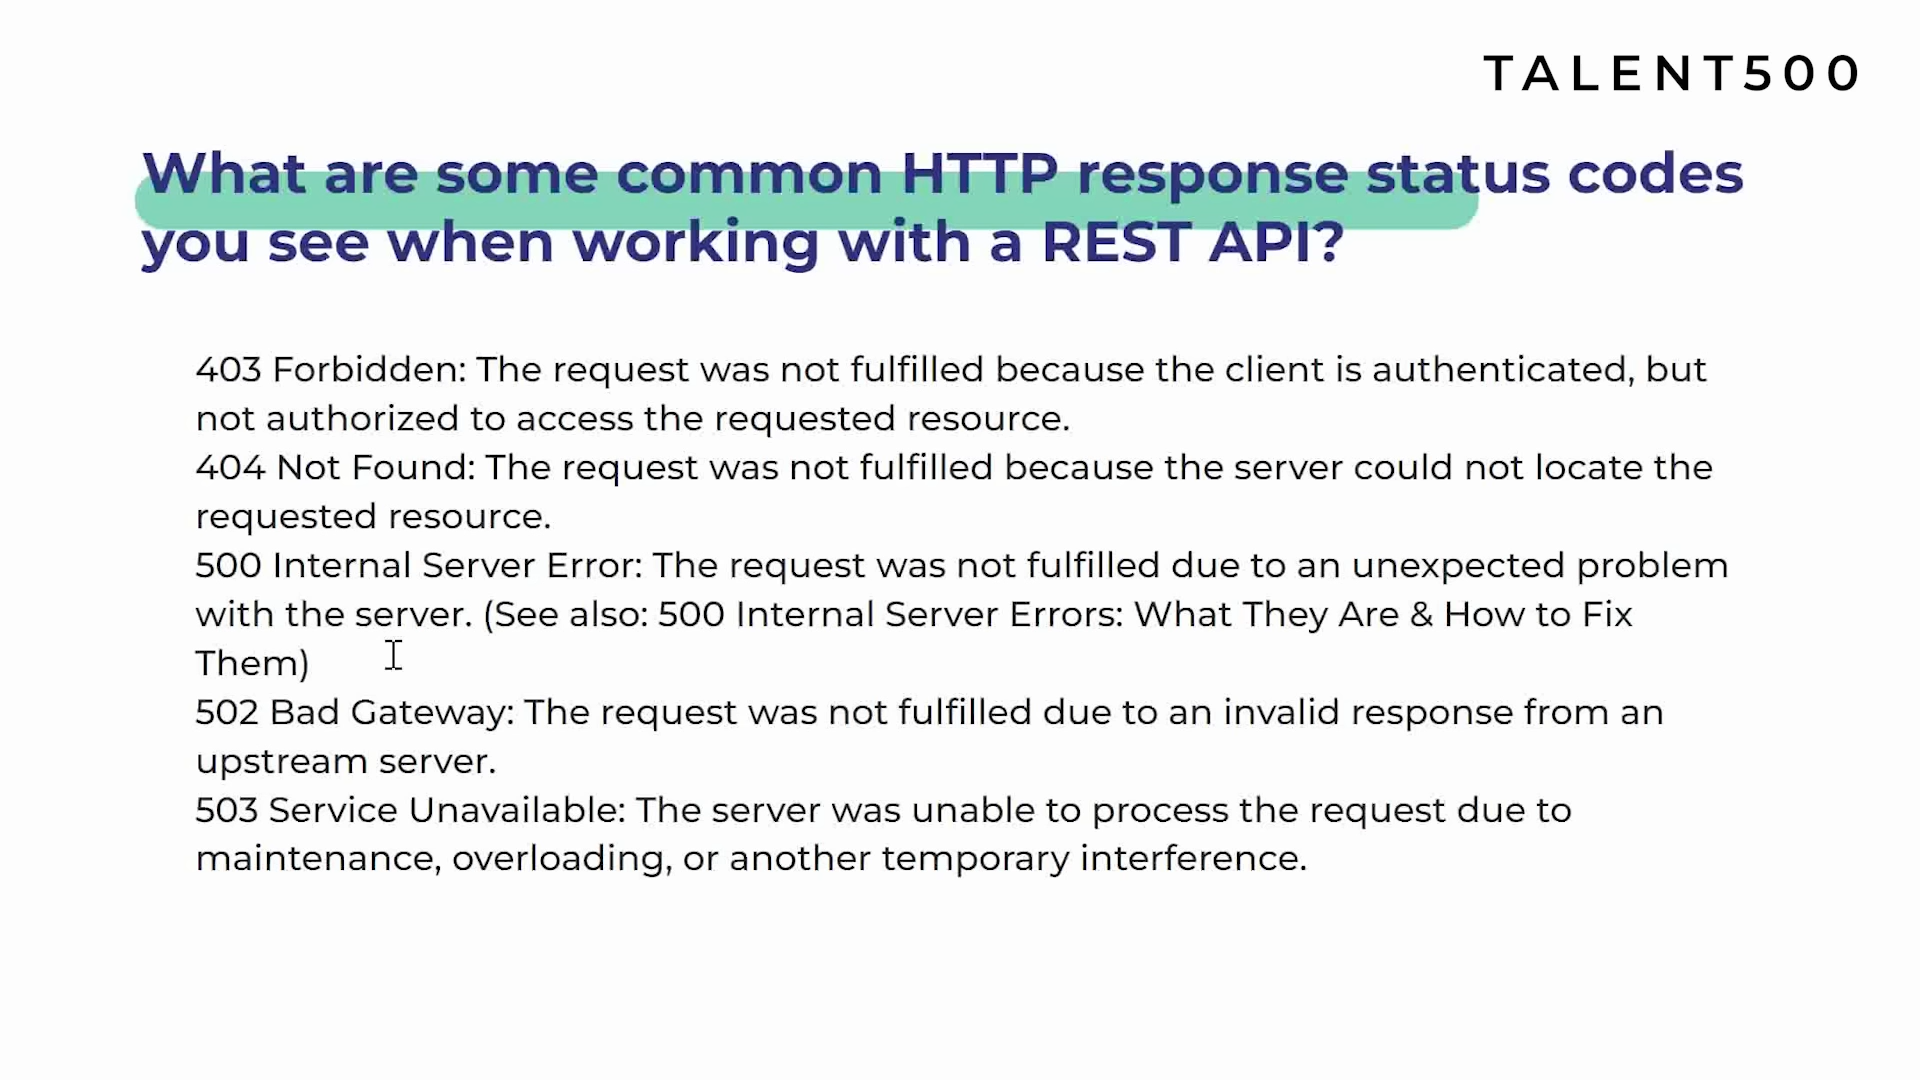 TALENT500
What are some common HTTP response status codes
you see when working with a REST API?
403 Forbidden: The request was not fulfilled because the client is authenticated, but
not authorized to access the requested resource.
404 Not Found: The request was not fulfilled because the server could not locate the
requested resource.
500 Internal Server Error: The request was not fulfilled due to an unexpected problem
with the server. (See also: 500 Internal Server Errors: What They Are & How to Fix
Them)
502 Bad Gateway: The request was not fulfilled due to an invalid response from an
upstream server.
503 Service Unavailable: The server was unable to process the request due to
maintenance, overloading, or another temporary interference.